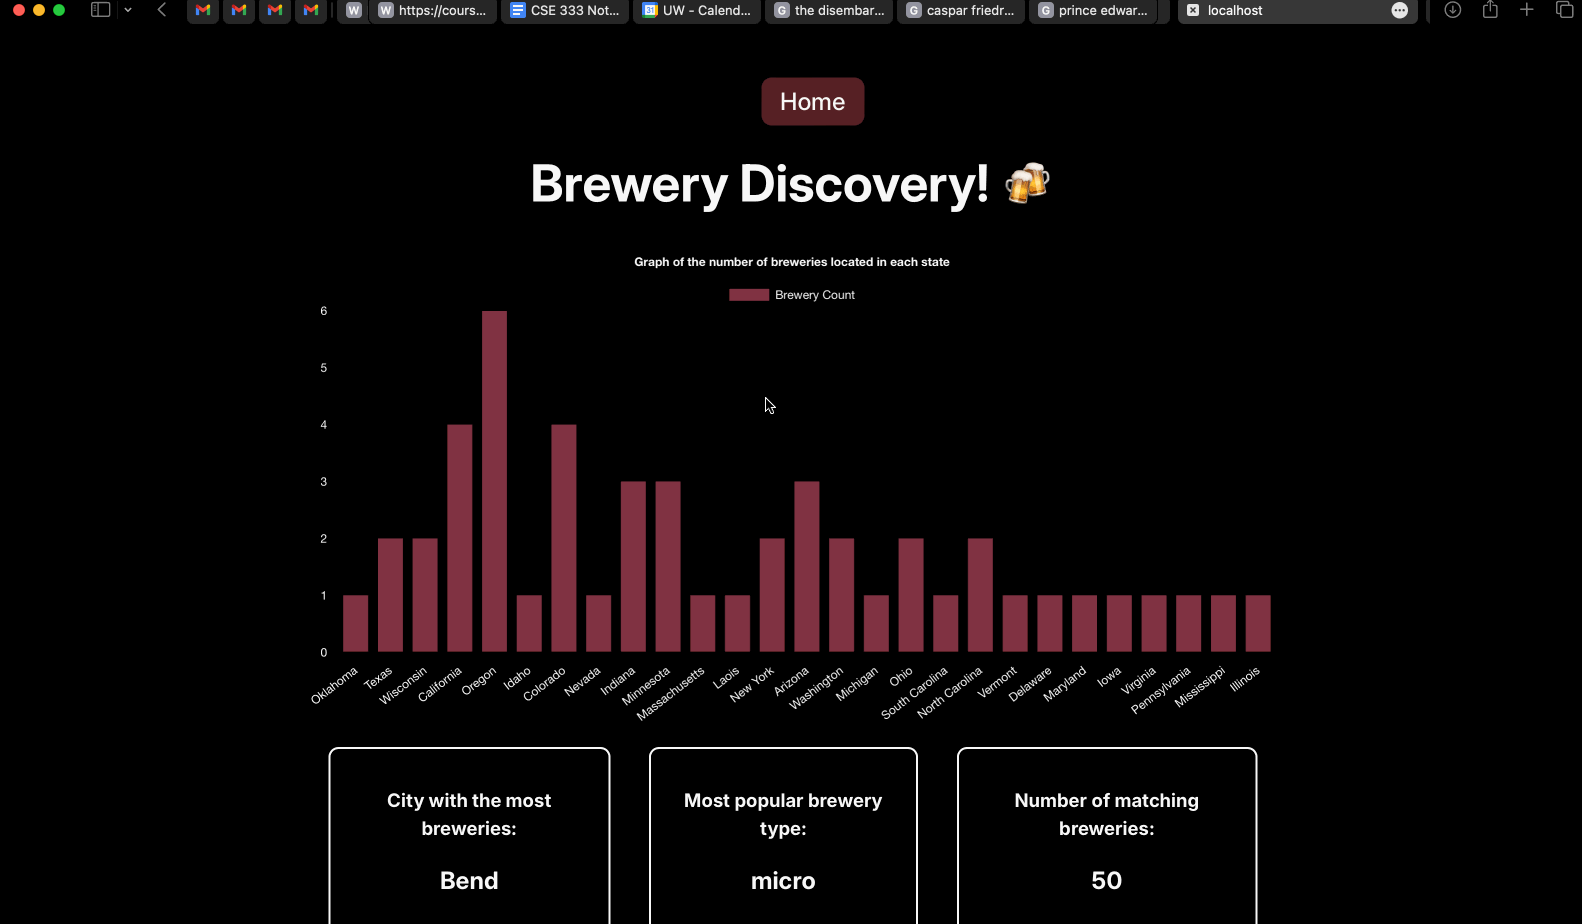 W
W https://cours...
CSE 333 Not...
31 UW - Calend...
G the disembar...
G caspar friedr...
G prince edwar...
localhost
Home
Brewery Discovery! 🍻
Graph of the number of breweries located in each state
Brewery Count
6
5
4
3
2
1
0
Oklahoma
Texas
Wisconsin
California
Oregon
Idaho
Colorado
Nevada
Indiana
Minnesota
Massachusetts
Laois
New York
Arizona
Washington
Michigan
Ohio
South Carolina
North Carolina
Vermont
Delaware
Maryland
Iowa
Virginia
Pennsylvania
Mississippi
Illinois
City with the most
breweries:
Bend
Most popular brewery
type:
micro
Number of matching
breweries:
50